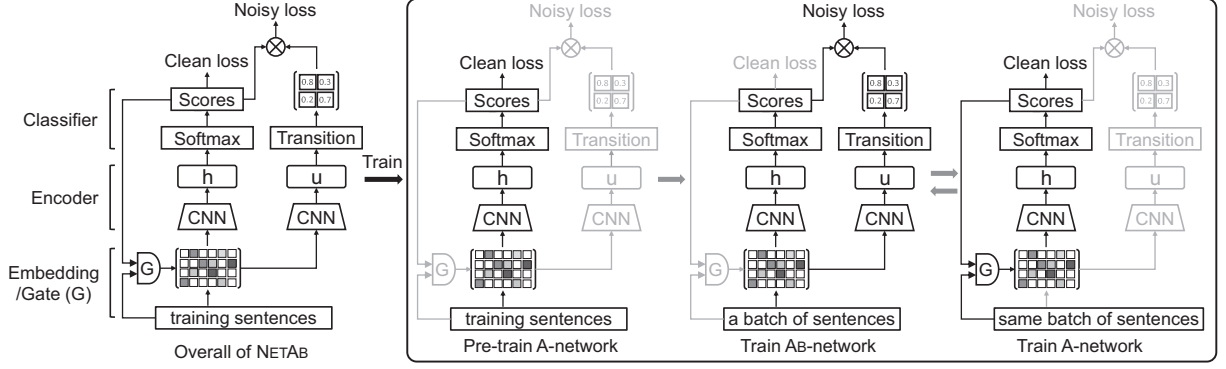 Noisy loss
Clean loss
0.8 0.3
0.2 0.7
Scores
Classifier
Softmax
Transition
h
u
Encoder
CNN
CNN
Embedding
/Gate (G)
G
training sentences
Overall of NETAB
Train
Noisy loss
Clean loss
0.8 0.3
0.2 0.7
Scores
Softmax
Transition
h
u
CNN
CNN
G
training sentences
Pre-train A-network
Noisy loss
Clean loss
0.8 0.3
0.2 0.7
Scores
Softmax
Transition
h
u
CNN
CNN
G
a batch of sentences
Train AB-network
Noisy loss
Clean loss
0.8 0.3
0.2 0.7
Scores
Softmax
Transition
h
u
CNN
CNN
G
same batch of sentences
Train A-network